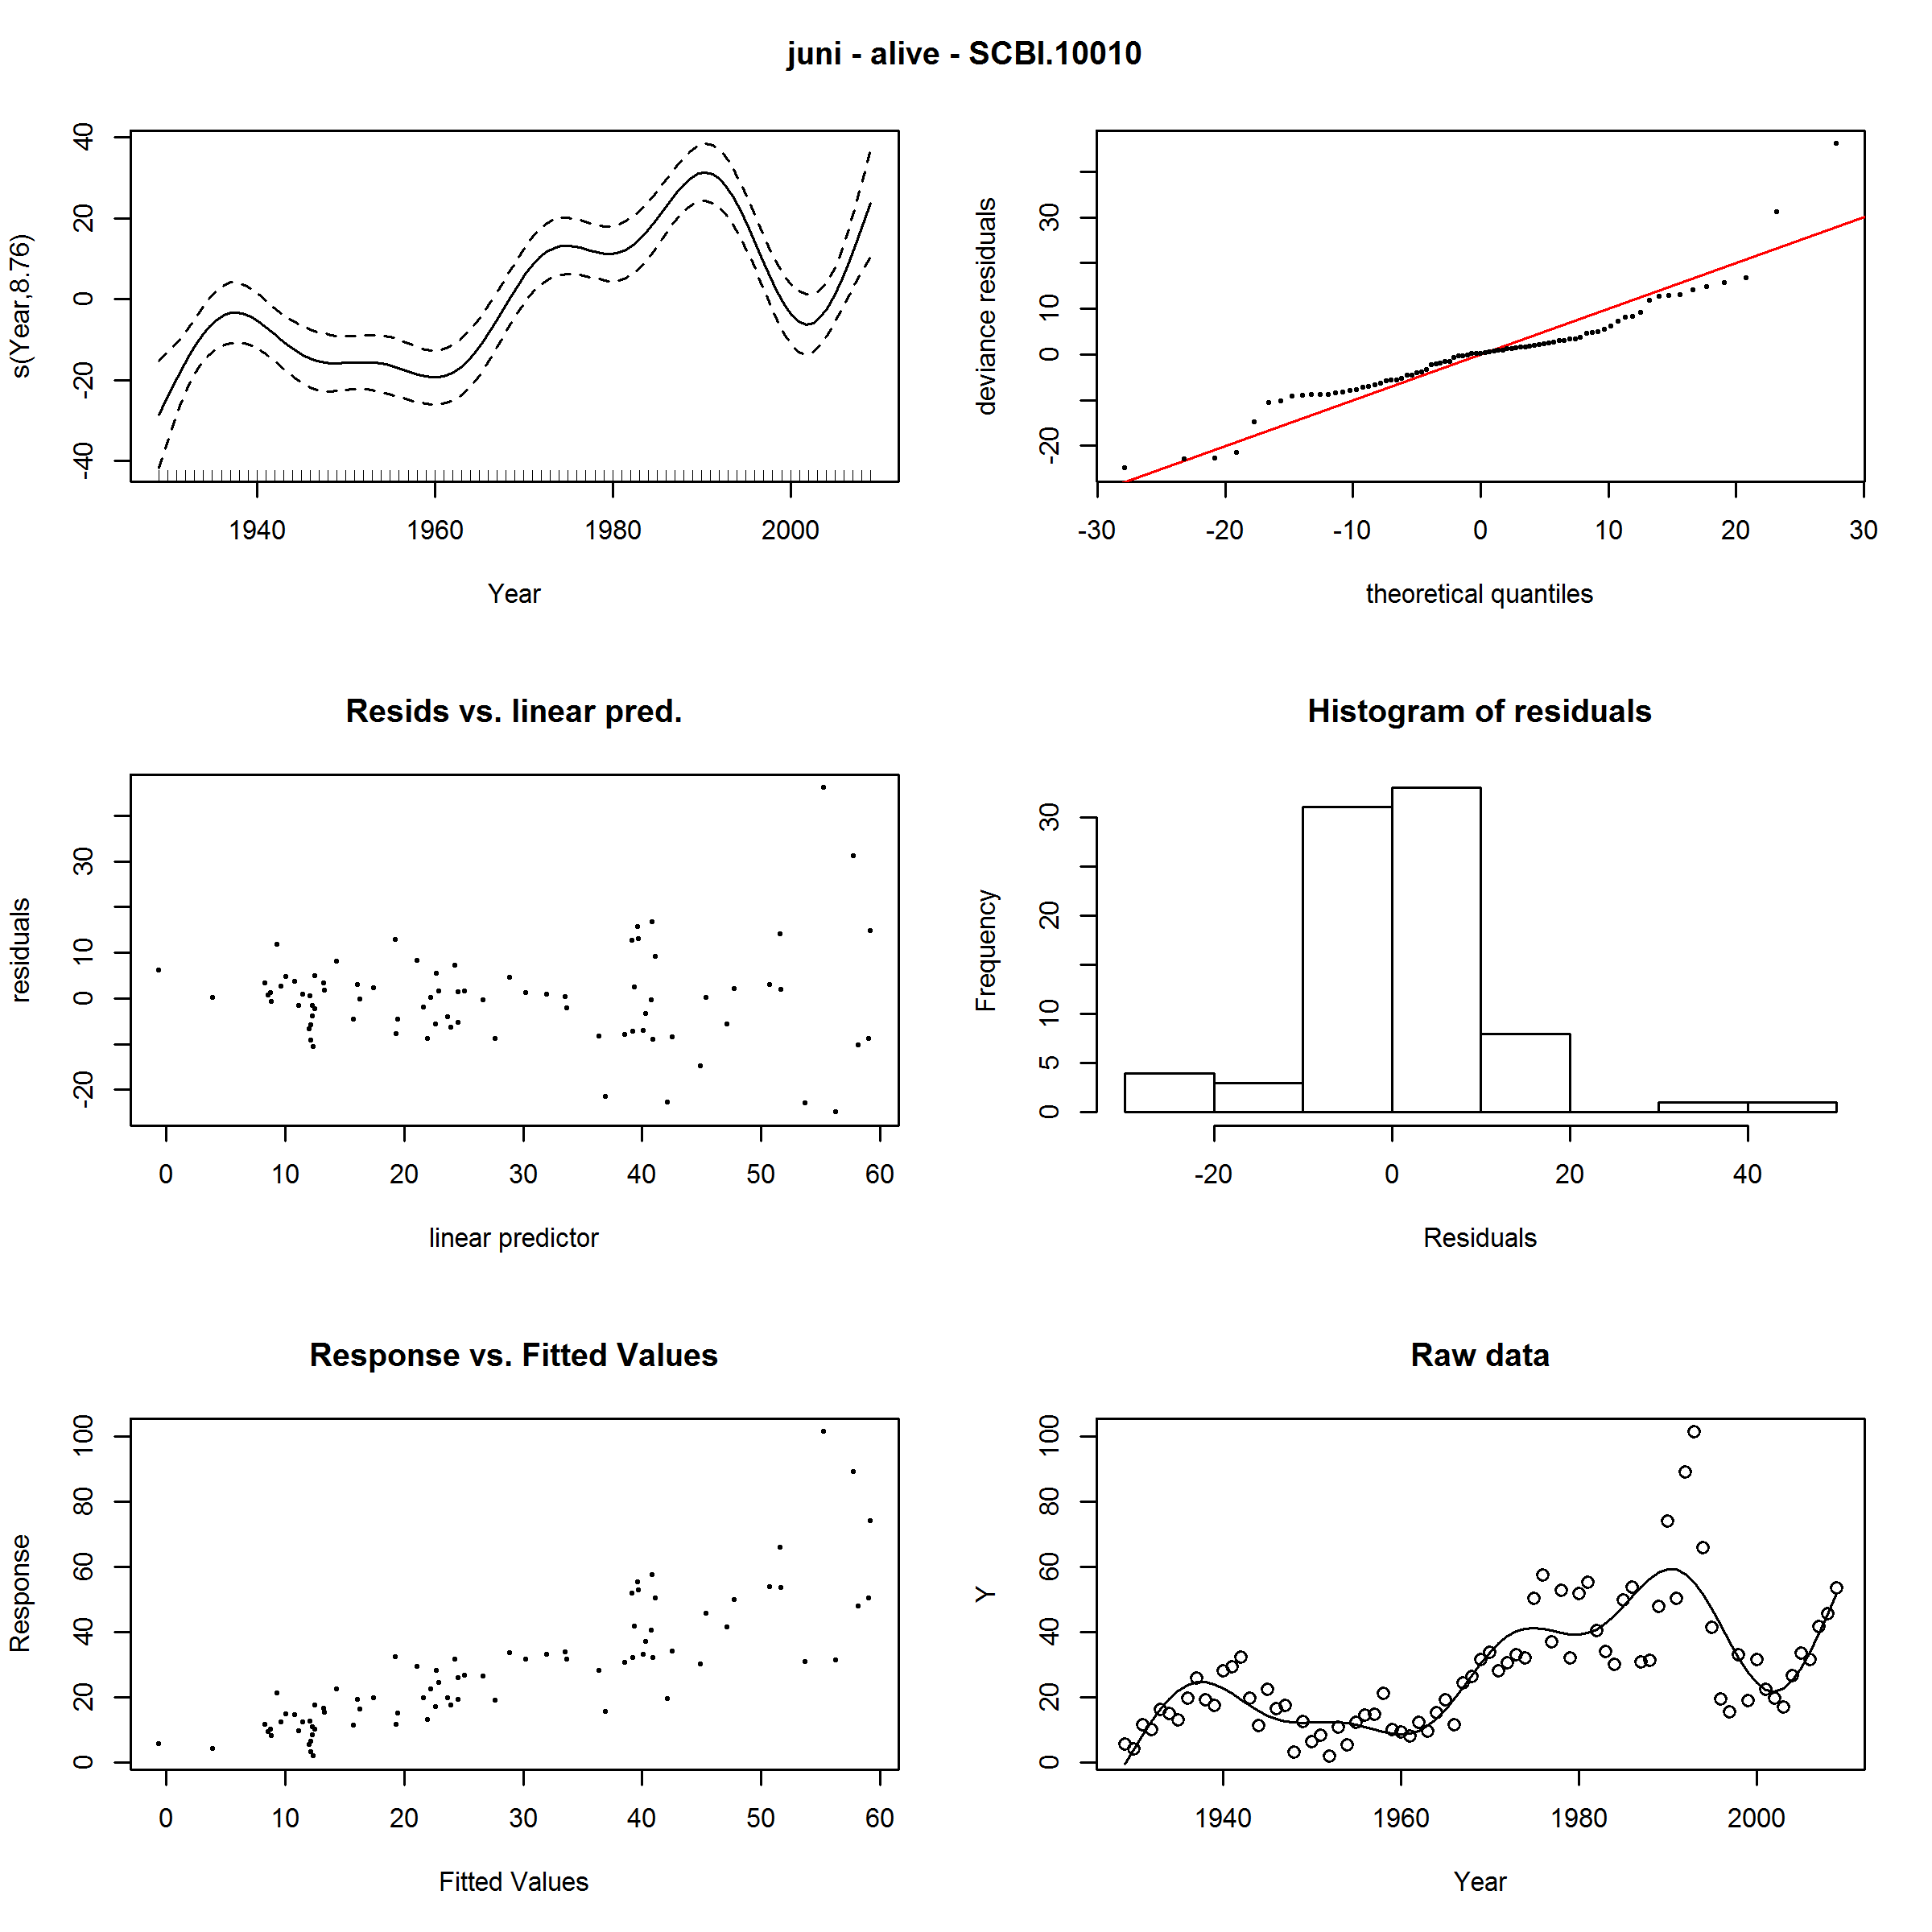 juni - alive - SCBI.10010
s(Year,8.76)
40
20
0
-20
-40
1940 1960 1980 2000
Year
deviance residuals
30
10
0
-20
-30 -20 -10 0 10 20 30
theoretical quantiles
Resids vs. linear pred.
residuals
30
10
0
-20
0 10 20 30 40 50 60
linear predictor
Histogram of residuals
Frequency
30
20
10
5
0
-20 0 20 40
Residuals
Response vs. Fitted Values
Response
100
80
60
40
20
0
0 10 20 30 40 50 60
Fitted Values
Raw data
Y
100
80
60
40
20
0
1940 1960 1980 2000
Year